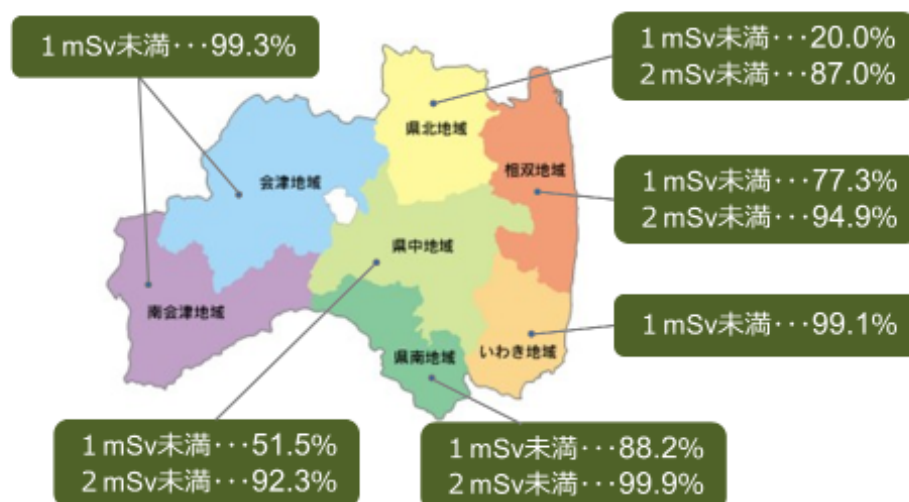 1 mSv未満･･･99.3%
1 mSv未満･･･20.0%
2 mSv未満･･･87.0%
県北地域
会津地域
相双地域
1 mSv未満･･･77.3%
2 mSv未満･･･94.9%
県中地域
南会津地域
1 mSv未満･･･99.1%
いわき地域
県南地域
1 mSv未満･･･51.5%
2 mSv未満･･･92.3%
1 mSv未満･･･88.2%
2 mSv未満･･･99.9%